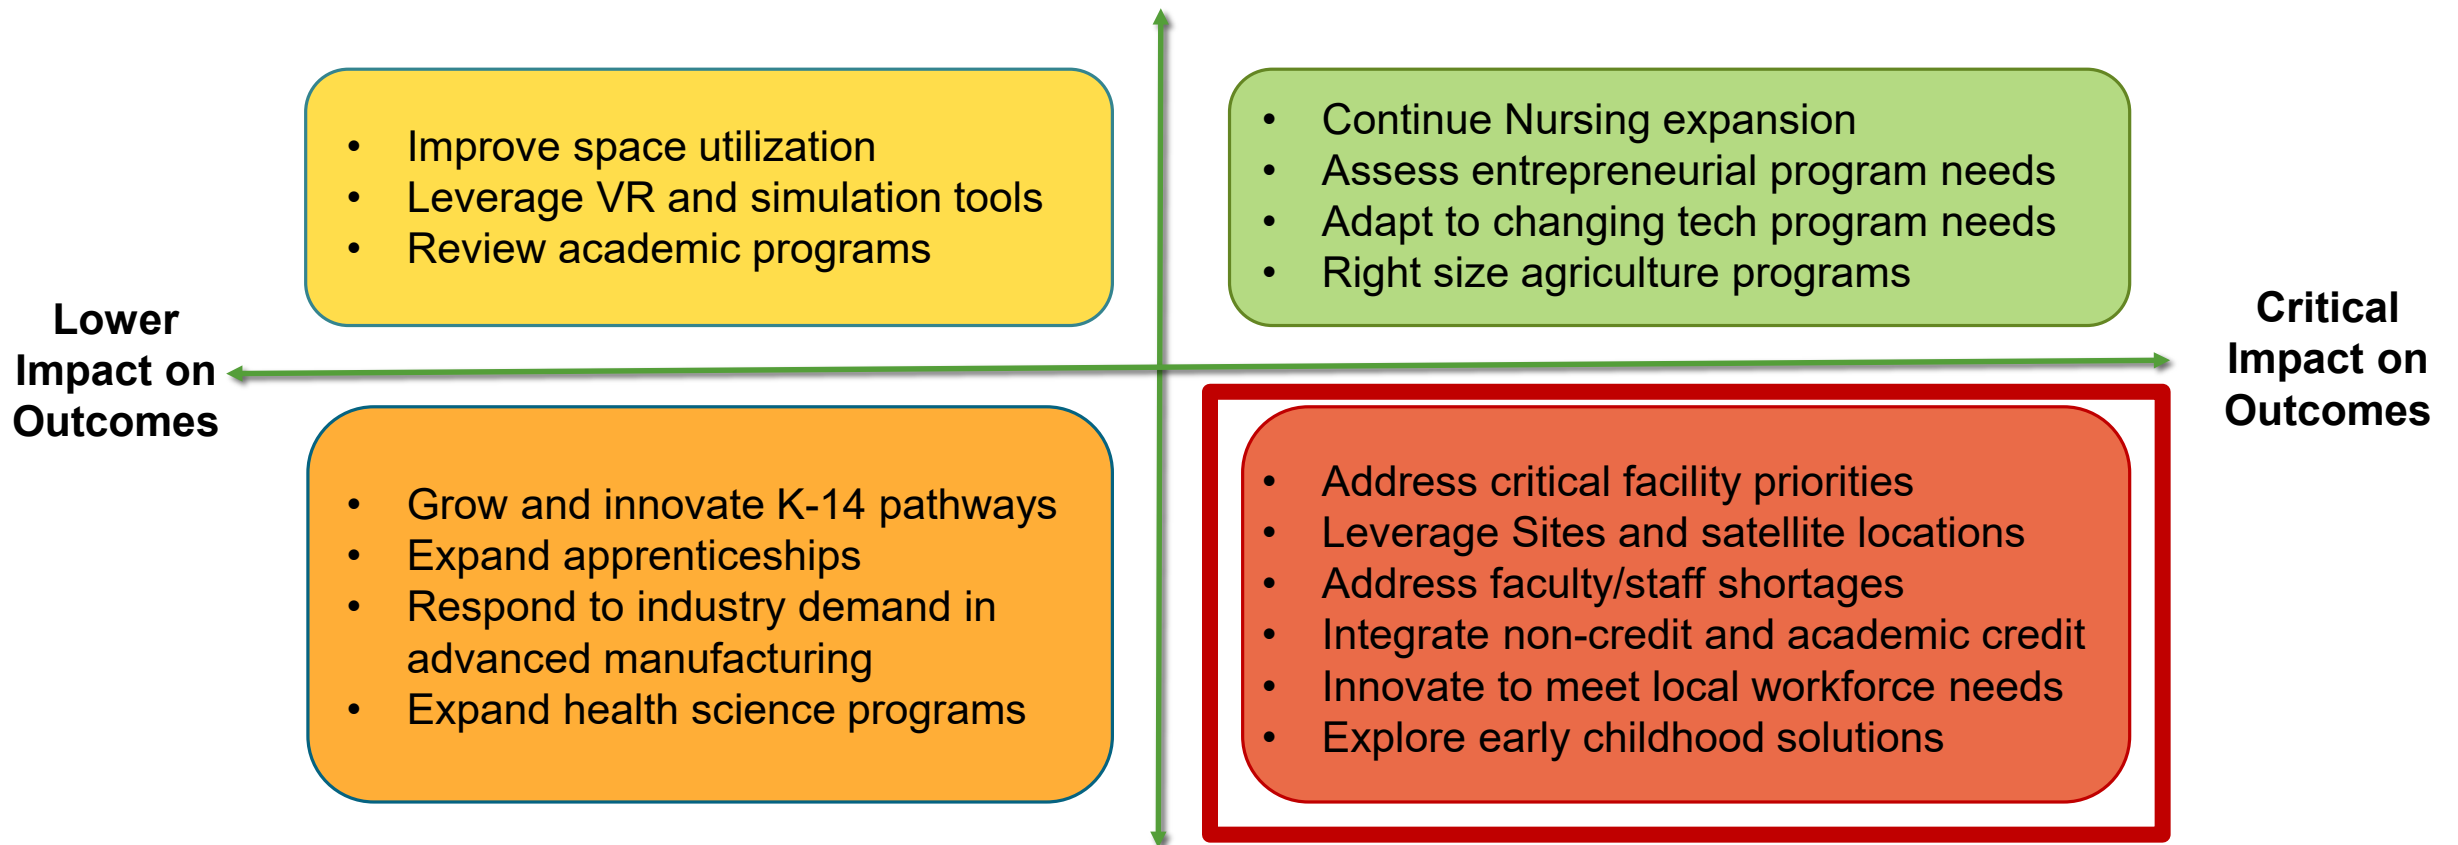 • Improve space utilization
• Leverage VR and simulation tools
• Review academic programs
• Continue Nursing expansion
• Assess entrepreneurial program needs
• Adapt to changing tech program needs
• Right size agriculture programs
Lower
Impact on
Outcomes
Critical
Impact on
Outcomes
• Grow and innovate K-14 pathways
• Expand apprenticeships
• Respond to industry demand in
advanced manufacturing
• Expand health science programs
• Address critical facility priorities
• Leverage Sites and satellite locations
• Address faculty/staff shortages
• Integrate non-credit and academic credit
• Innovate to meet local workforce needs
• Explore early childhood solutions